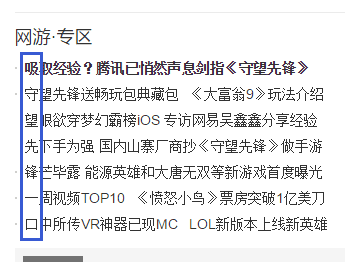 网游·专区
吸取经验？腾讯已悄然声息剑指《守望先锋》
守望先锋送畅玩包典藏包 《大富翁9》玩法介绍
望眼欲穿梦幻霸榜iOS 专访网易吴鑫鑫分享经验
先下手为强 国内山寨厂商抄《守望先锋》做手游
锋芒毕露 能源英雄和大唐无双等新游戏首度曝光
一周视频TOP10 《愤怒小鸟》票房突破1亿美刀
口中所传VR神器已现MC LOL新版本上线新英雄